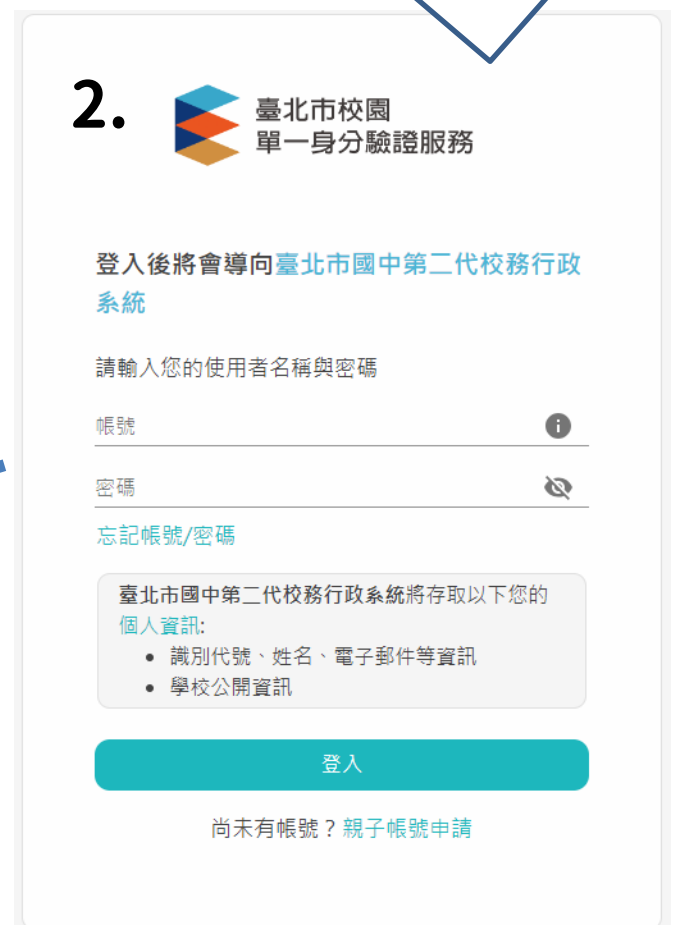 2.
臺北市校園
單一身分驗證服務
登入後將會導向臺北市國中第二代校務行政
系統
請輸入您的使用者名稱與密碼
帳號
密碼
忘記帳號/密碼
臺北市國中第二代校務行政系統將存取以下您的
個人資訊:
• 識別代號、姓名、電子郵件等資訊
• 學校公開資訊
登入
尚未有帳號？親子帳號申請